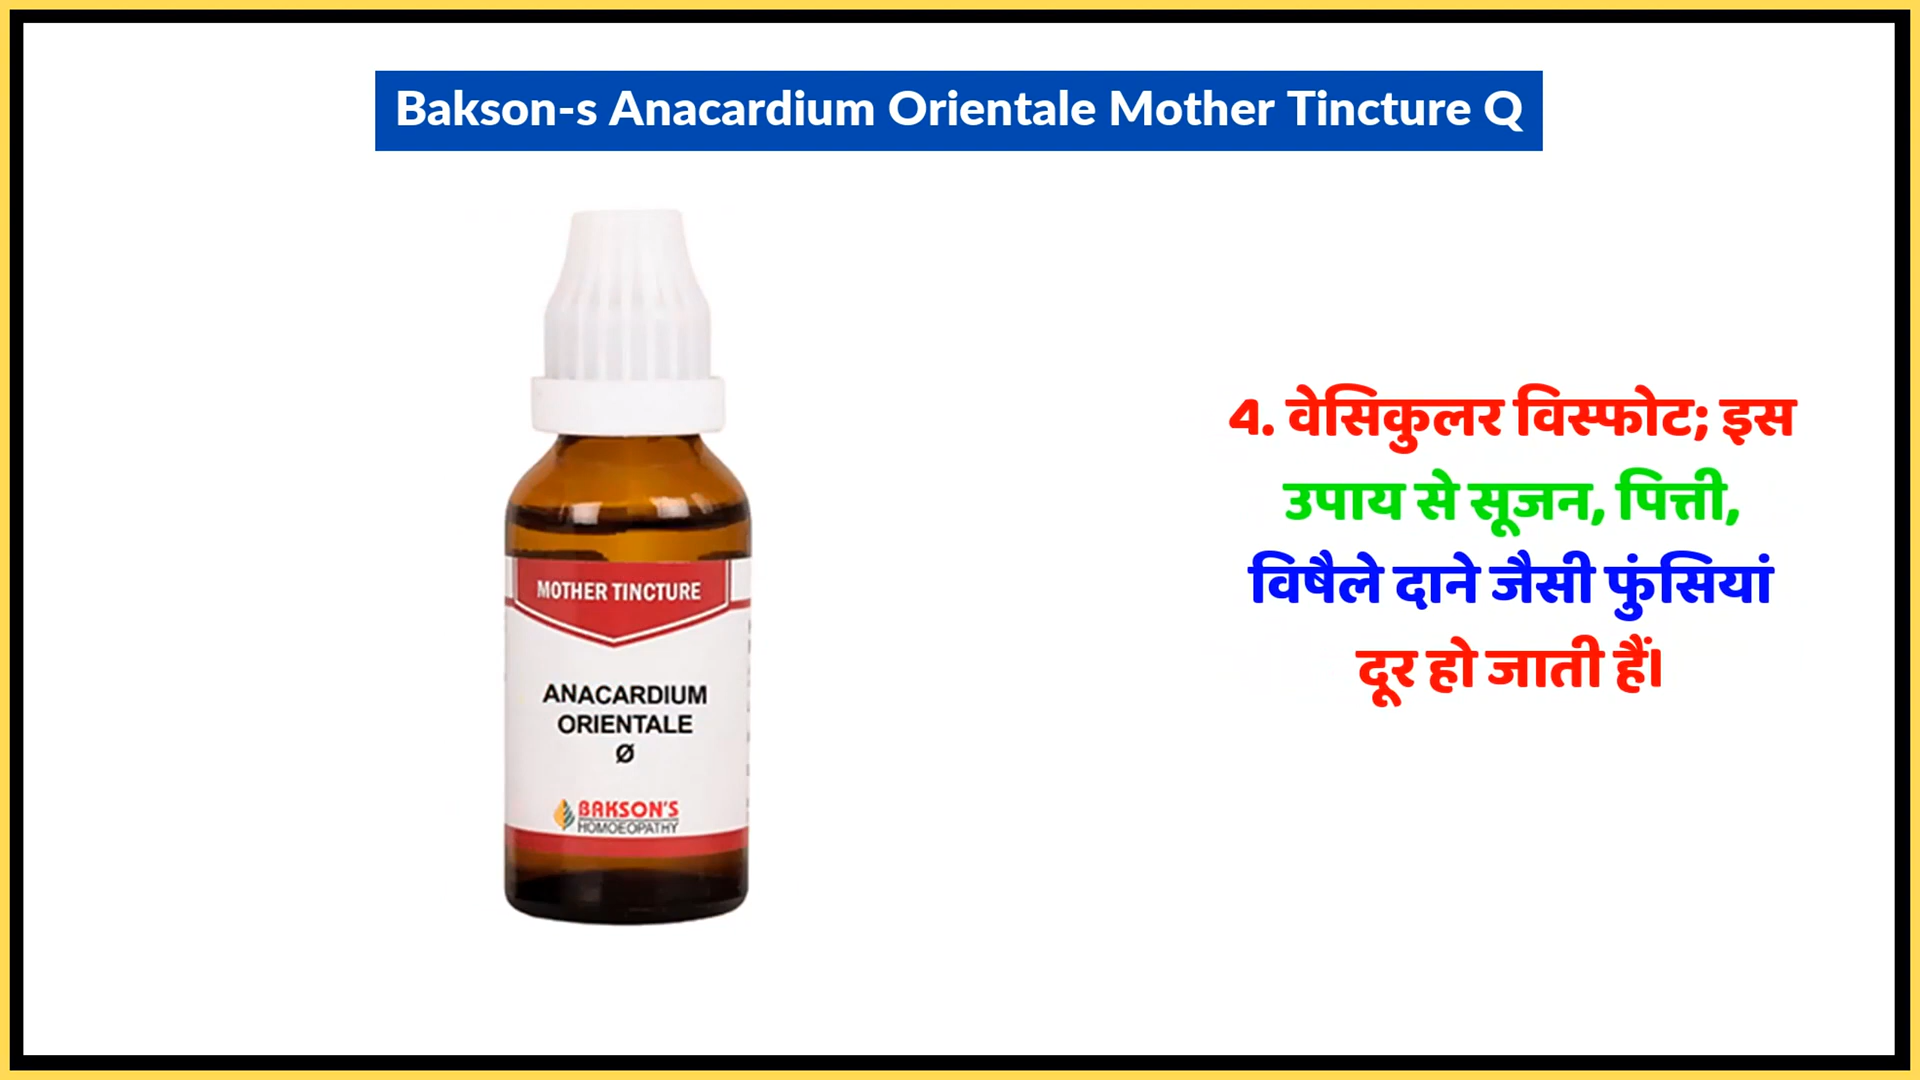 Bakson-s Anacardium Orientale Mother Tincture Q
MOTHER TINCTURE
ANACARDIUM
ORIENTALE
Ø
BAKSON'S
HOMOEOPATHY
4. वेसिकुलर विस्फोट; इस
उपाय से सूजन, पित्ती,
विषैले दाने जैसी फुंसियां
दूर हो जाती हैं।